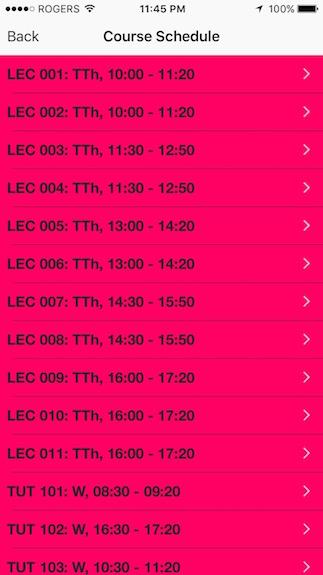 ROGERS 11:45 PM 100%
Back Course Schedule
LEC 001: TTh, 10:00 - 11:20
LEC 002: TTh, 10:00 - 11:20
LEC 003: TTh, 11:30 - 12:50
LEC 004: TTh, 11:30 - 12:50
LEC 005: TTh, 13:00 - 14:20
LEC 006: TTh, 13:00 - 14:20
LEC 007: TTh, 14:30 - 15:50
LEC 008: TTh, 14:30 - 15:50
LEC 009: TTh, 16:00 - 17:20
LEC 010: TTh, 16:00 - 17:20
LEC 011: TTh, 16:00 - 17:20
TUT 101: W, 08:30 - 09:20
TUT 102: W, 16:30 - 17:20
TUT 103: W, 10:30 - 11:20